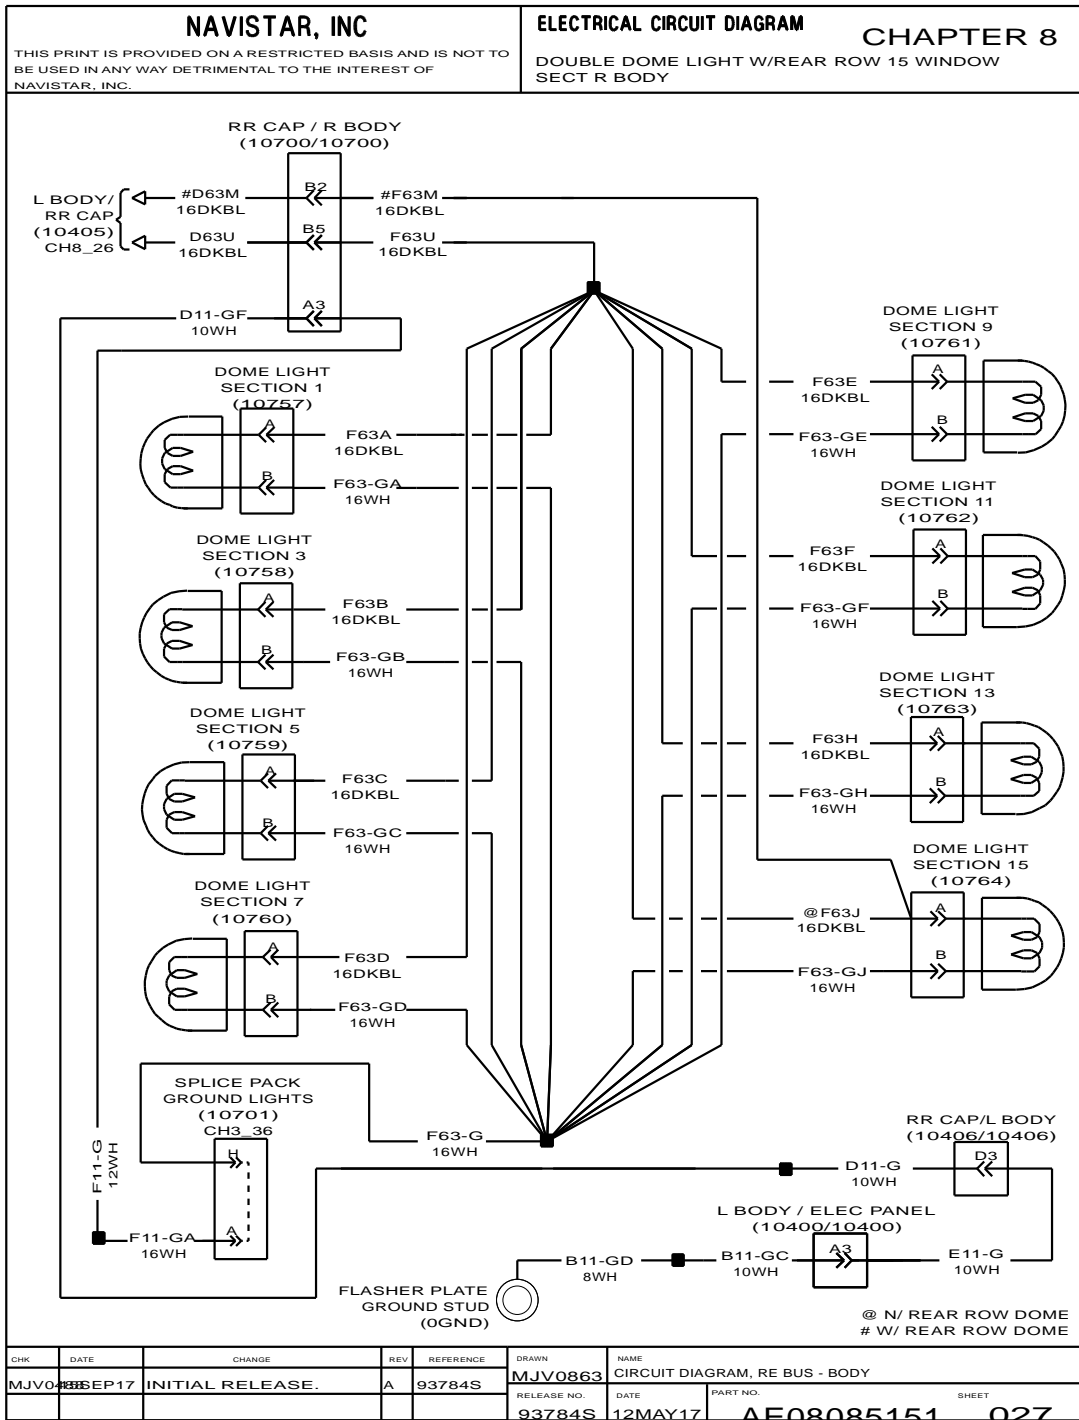 NAVISTAR, INC
THIS PRINT IS PROVIDED ON A RESTRICTED BASIS AND IS NOT TO
BE USED IN ANY WAY DETRIMENTAL TO THE INTEREST OF
NAVISTAR, INC.
ELECTRICAL CIRCUIT DIAGRAM
CHAPTER 8
DOUBLE DOME LIGHT W/REAR ROW 15 WINDOW
SECT R BODY
RR CAP / R BODY
(10700/10700)
L BODY/
RR CAP
(10405)
CH8_26
#D63M
16DKBL
B2
#F63M
16DKBL
D63U
16DKBL
B5
F63U
16DKBL
D11-GF
10WH
A3
DOME LIGHT
SECTION 1
(10757)
A
F63A
16DKBL
B
F63-GA
16WH
DOME LIGHT
SECTION 3
(10758)
A
F63B
16DKBL
B
F63-GB
16WH
DOME LIGHT
SECTION 5
(10759)
A
F63C
16DKBL
B
F63-GC
16WH
DOME LIGHT
SECTION 7
(10760)
A
F63D
16DKBL
B
F63-GD
16WH
DOME LIGHT
SECTION 9
(10761)
F63E
16DKBL
A
F63-GE
16WH
B
DOME LIGHT
SECTION 11
(10762)
F63F
16DKBL
A
F63-GF
16WH
B
DOME LIGHT
SECTION 13
(10763)
F63H
16DKBL
A
F63-GH
16WH
B
DOME LIGHT
SECTION 15
(10764)
@F63J
16DKBL
A
F63-GJ
16WH
B
SPLICE PACK
GROUND LIGHTS
(10701)
CH3_36
H
A
F63-G
16WH
F11-G
12WH
F11-GA
16WH
RR CAP/L BODY
(10406/10406)
D11-G
10WH
D3
L BODY / ELEC PANEL
(10400/10400)
B11-GD
8WH
B11-GC
10WH
A3
E11-G
10WH
FLASHER PLATE
GROUND STUD
(0GND)
@ N/ REAR ROW DOME
# W/ REAR ROW DOME
CHK DATE CHANGE REV REFERENCE
INITIAL RELEASE. A 93784S
DRAWN
MJV0863
NAME
CIRCUIT DIAGRAM, RE BUS - BODY
RELEASE NO.
93784S
DATE
12MAY17
PART NO.
AE08085151
SHEET
027